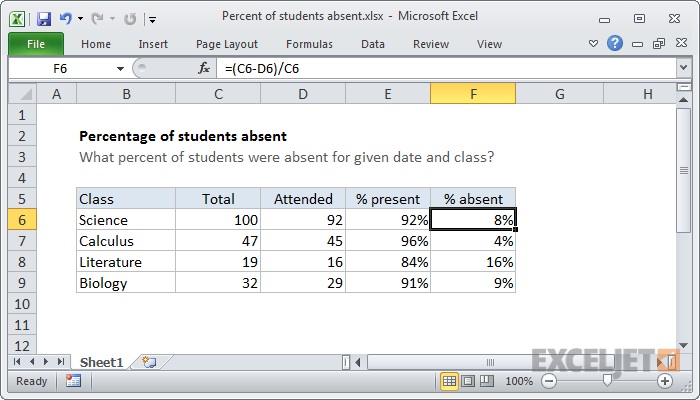 Percent of students absent.xlsx - Microsoft Excel
File Home Insert Page Layout Formulas Data Review View
F6 fx =(C6-D6)/C6
A B C D E F G H
1
2 Percentage of students absent
3 What percent of students were absent for given date and class?
4
5 Class Total Attended % present % absent
6 Science 100 92 92% 8%
7 Calculus 47 45 96% 4%
8 Literature 19 16 84% 16%
9 Biology 32 29 91% 9%
10
11
12
Sheet1
EXCELJET
Ready 100%